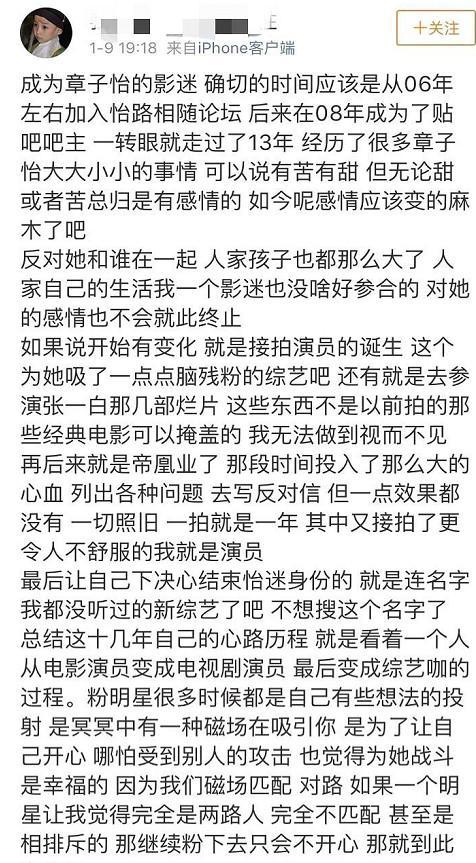 +关注
1-9 19:18 来自iPhone客户端
成为章子怡的影迷 确切的时间应该是从06年
左右加入怡路相随论坛 后来在08年成为了贴
吧吧主 一转眼就走过了13年 经历了很多章子
怡大大小小的事情 可以说有苦有甜 但无论甜
或者苦总归是有感情的 如今呢感情应该变的麻
木了吧
反对她和谁在一起 人家孩子也都那么大了 人
家自己的生活我一个影迷也没啥好参合的 对她
的感情也不会就此终止
如果说开始有变化 就是接拍演员的诞生 这个
为她吸了一点点脑残粉的综艺吧 还有就是去参
演张一白那几部烂片 这些东西不是以前拍的那
些经典电影可以掩盖的 我无法做到视而不见
再后来就是帝凰业了 那段时间投入了那么大的
心血 列出各种问题 去写反对信 但一点效果都
没有 一切照旧 一拍就是一年 其中又接拍了更
令人不舒服的我就是演员
最后让自己下决心结束怡迷身份的 就是连名字
我都没听过的新综艺了吧 不想搜这个名字了
总结这十几年自己的心路历程 就是看着一个人
从电影演员变成电视剧演员 最后变成综艺咖的
过程。粉明星很多时候都是自己有些想法的投
射 是冥冥中有一种磁场在吸引你 是为了让自
己开心 哪怕受到别人的攻击 也觉得为她战斗
是幸福的 因为我们磁场匹配 对路 如果一个明
星让我觉得完全是两路人 完全不匹配 甚至是
相排斥的 那继续粉下去只会不开心 那就到此